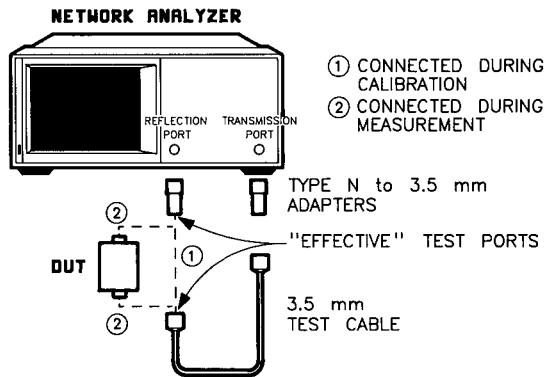 NETWORK ANALYZER
① CONNECTED DURING
CALIBRATION
② CONNECTED DURING
MEASUREMENT
REFLECTION
PORT
TRANSMISSION
PORT
TYPE N to 3.5 mm
ADAPTERS
②
①
"EFFECTIVE" TEST PORTS
DUT
②
3.5 mm
TEST CABLE